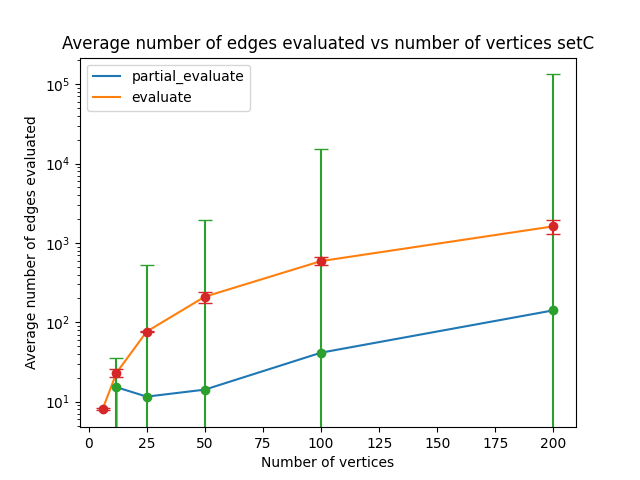 Average number of edges evaluated vs number of vertices setC
partial_evaluate
evaluate
Average number of edges evaluated
10^5
10^4
10^3
10^2
10^1
0 25 50 75 100 125 150 175 200
Number of vertices